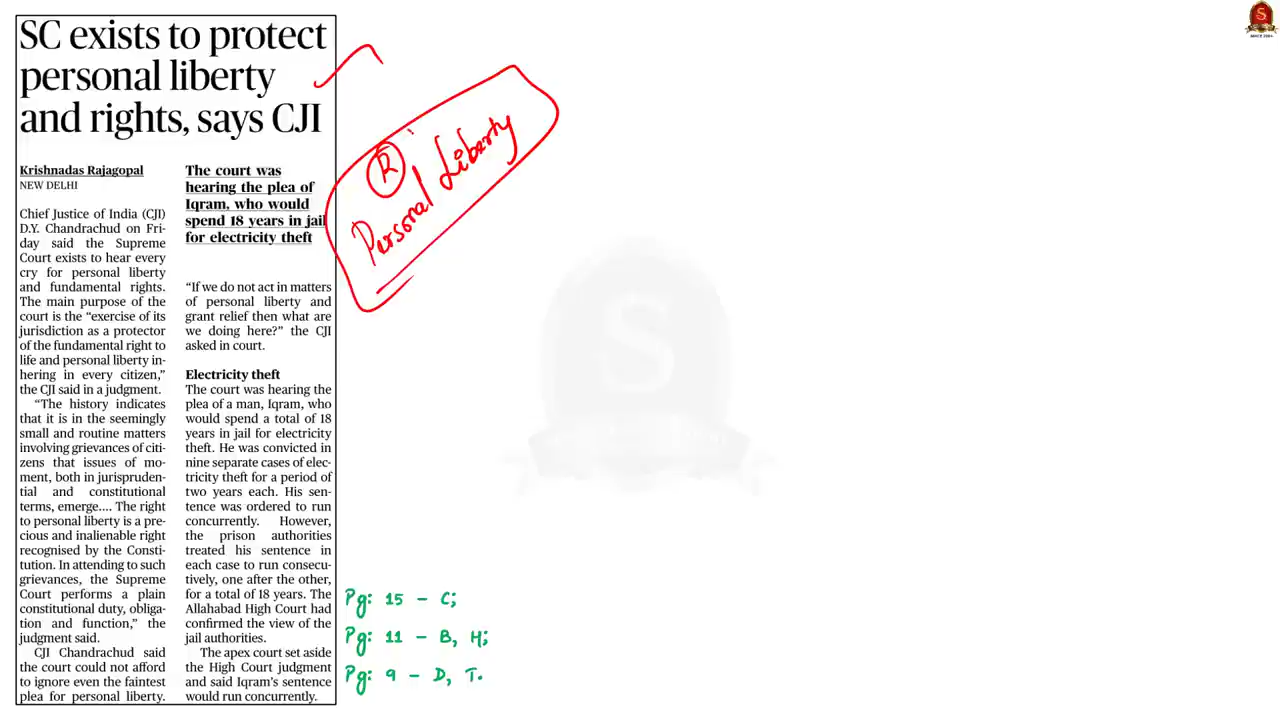 SC exists to protect
personal liberty
and rights, says CJI
Krishnadas Rajagopal
NEW DELHI
Chief Justice of India (CJI)
D.Y. Chandrachud on Fri-
day said the Supreme
Court exists to hear every
cry for personal liberty
and fundamental rights.
The main purpose of the
court is the “exercise of its
jurisdiction as a protector
of the fundamental right to
life and personal liberty in-
hering in every citizen,”
the CJI said in a judgment.
“The history indicates
that it is in the seemingly
small and routine matters
involving grievances of citi-
zens that issues of mo-
ment, both in jurispruden-
tial and constitutional
terms, emerge.... The right
to personal liberty is a pre-
cious and inalienable right
recognised by the Consti-
tution. In attending to such
grievances, the Supreme
Court performs a plain
constitutional duty, obliga-
tion and function,” the
judgment said.
CJI Chandrachud said
the court could not afford
to ignore even the faintest
plea for personal liberty.
The court was
hearing the plea of
Iqram, who would
spend 18 years in jail
for electricity theft
“If we do not act in matters
of personal liberty and
grant relief then what are
we doing here?” the CJI
asked in court.
Electricity theft
The court was hearing the
plea of a man, Iqram, who
would spend a total of 18
years in jail for electricity
theft. He was convicted in
nine separate cases of elec-
tricity theft for a period of
two years each. His sen-
tence was ordered to run
concurrently. However,
the prison authorities
treated his sentence in
each case to run consecu-
tively, one after the other,
for a total of 18 years. The
Allahabad High Court had
confirmed the view of the
jail authorities.
The apex court set aside
the High Court judgment
and said Iqram’s sentence
would run concurrently.
R
Personal Liberty
Pg: 15 - C;
Pg: 11 - B, H;
Pg: 9 - D, T.
S
SINCE 2004
S